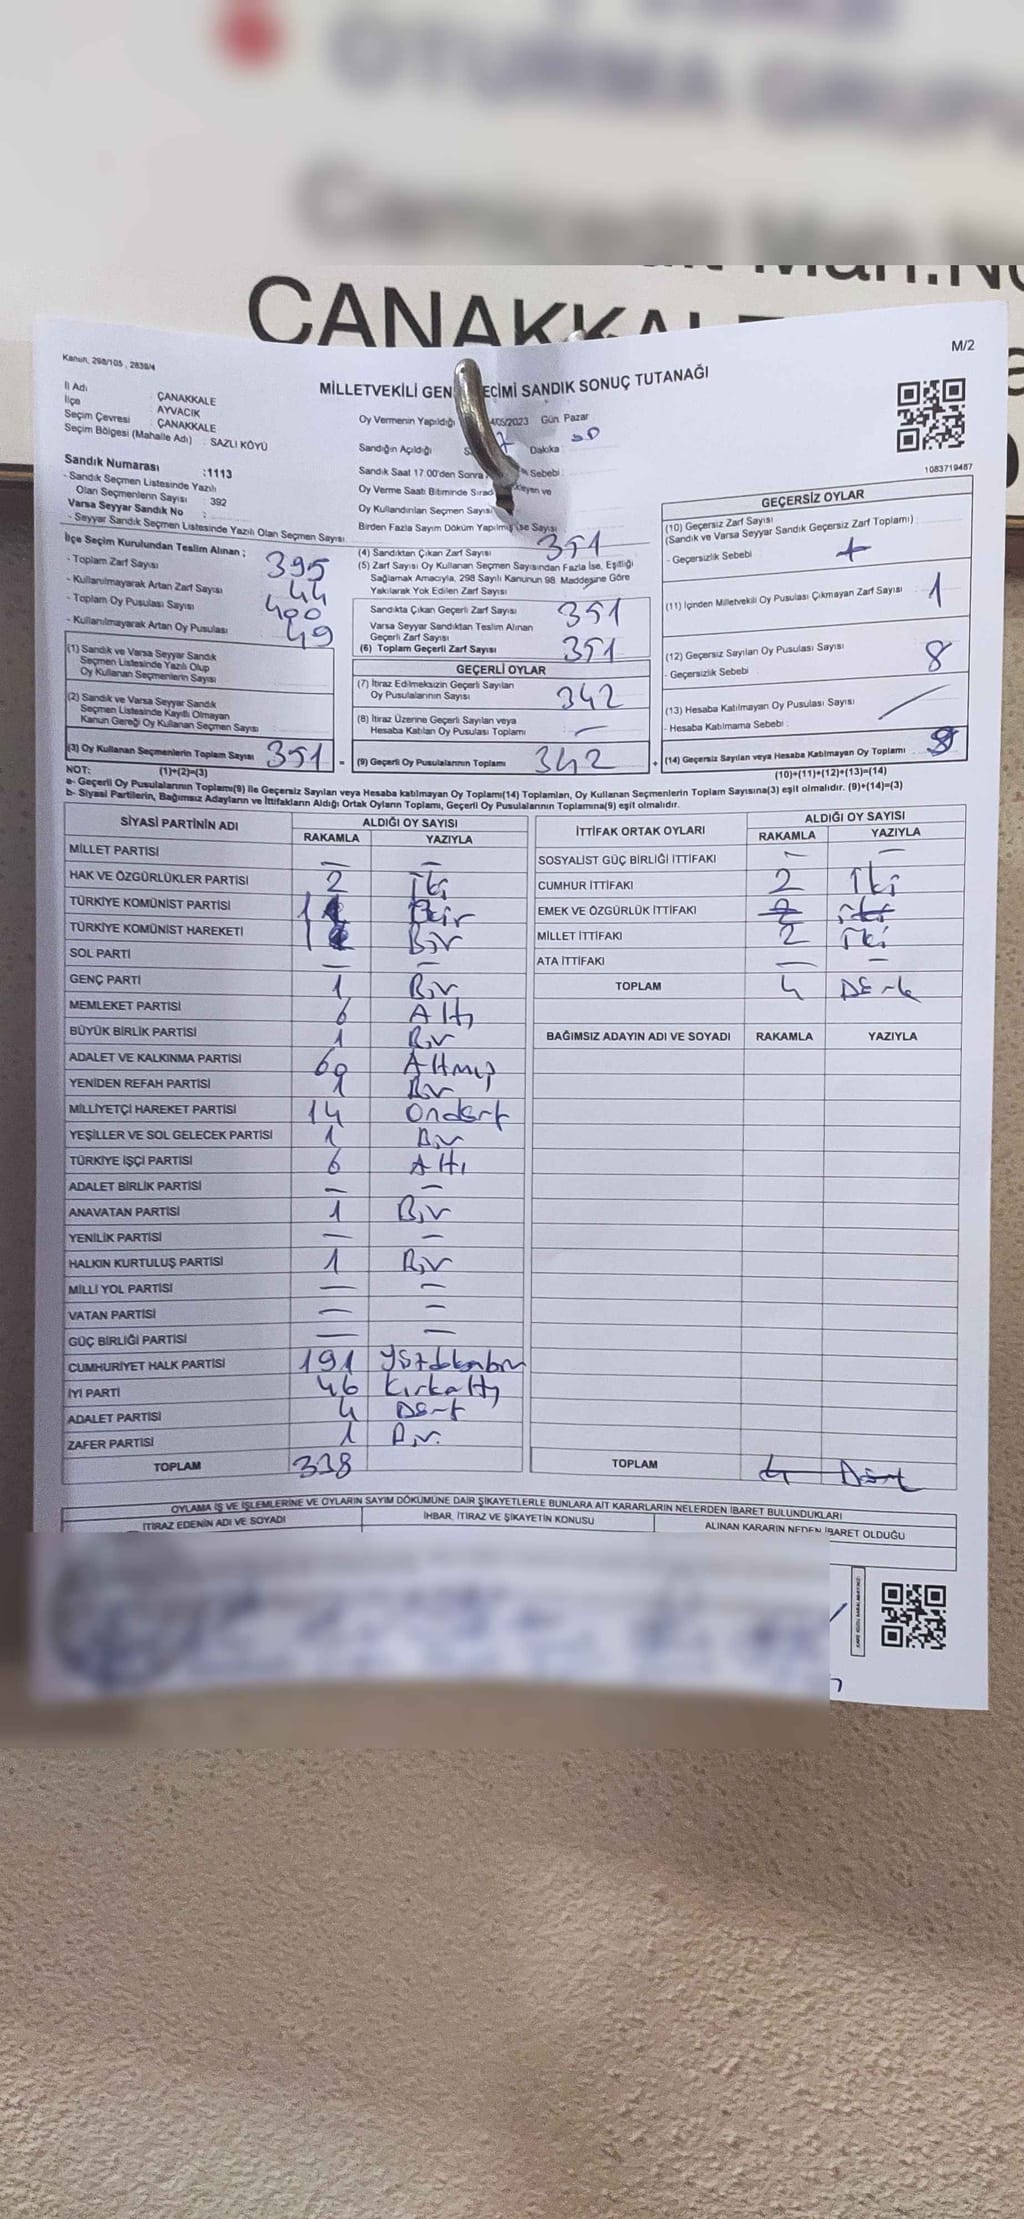 ÇANAKKALE
Kanun, 298/105 , 2839/4
M/2
MİLLETVEKİLİ GEN ECİMİ SANDIK SONUÇ TUTANAĞI
İl Adı ÇANAKKALE
İlçe AYVACIK
Seçim Çevresi : ÇANAKKALE
Seçim Bölgesi (Mahalle Adı) : SAZLI KÖYÜ
Sandık Numarası :1113
- Sandık Seçmen Listesinde Yazılı
Olan Seçmenlerin Sayısı : 392
Varsa Seyyar Sandık No :
- Seyyar Sandık Seçmen Listesinde Yazılı Olan Seçmen Sayısı
Oy Vermenin Yapıldığı /05/2023 Gün Pazar
Sandığın Açıldığı 7 Dakika :
Sandık Saat 17.00'den Sonra Sebebi :
Oy Verme Saati Bitiminde Sırad ve
Oy Kullandırılan Seçmen Sayısı
Birden Fazla Sayım Döküm Yapılmış ise Sayısı
1083719487
İlçe Seçim Kurulundan Teslim Alınan ;
- Toplam Zarf Sayısı 395
- Kullanılmayarak Artan Zarf Sayısı 44
- Toplam Oy Pusulası Sayısı 400
- Kullanılmayarak Artan Oy Pusulası 49
(1) Sandık ve Varsa Seyyar Sandık
Seçmen Listesinde Yazılı Olup
Oy Kullanan Seçmenlerin Sayısı
(2) Sandık ve Varsa Seyyar Sandık
Seçmen Listesinde Kayıtlı Olmayan
Kanun Gereği Oy Kullanan Seçmen Sayısı
(3) Oy Kullanan Seçmenlerin Toplam Sayısı 351
(1)+(2)=(3)
(4) Sandıktan Çıkan Zarf Sayısı 351
(5) Zarf Sayısı Oy Kullanan Seçmen Sayısından Fazla İse, Eşitliği
Sağlamak Amacıyla, 298 Sayılı Kanunun 98. Maddesine Göre
Yakılarak Yok Edilen Zarf Sayısı
Sandıkta Çıkan Geçerli Zarf Sayısı 351
Varsa Seyyar Sandıktan Teslim Alınan
Geçerli Zarf Sayısı
(6) Toplam Geçerli Zarf Sayısı 351
GEÇERLİ OYLAR
(7) İtiraz Edilmeksizin Geçerli Sayılan
Oy Pusulalarının Sayısı 342
(8) İtiraz Üzerine Geçerli Sayılan veya
Hesaba Katılan Oy Pusulası Toplamı —
= (9) Geçerli Oy Pusulalarının Toplamı 342
GEÇERSİZ OYLAR
(10) Geçersiz Zarf Sayısı
(Sandık ve Varsa Seyyar Sandık Geçersiz Zarf Toplamı) :
- Geçersizlik Sebebi
(11) İçinden Milletvekili Oy Pusulası Çıkmayan Zarf Sayısı 1
(12) Geçersiz Sayılan Oy Pusulası Sayısı 8
- Geçersizlik Sebebi
(13) Hesaba Katılmayan Oy Pusulası Sayısı —
- Hesaba Katılmama Sebebi :
+ (14) Geçersiz Sayılan veya Hesaba Katılmayan Oy Toplamı
(10)+(11)+(12)+(13)=(14)
NOT:
a- Geçerli Oy Pusulalarının Toplamı(9) ile Geçersiz Sayılan veya Hesaba katılmayan Oy Toplamı(14) Toplamları, Oy Kullanan Seçmenlerin Toplam Sayısına(3) eşit olmalıdır. (9)+(14)=(3)
b- Siyasi Partilerin, Bağımsız Adayların ve İttifakların Aldığı Ortak Oyların Toplamı, Geçerli Oy Pusulalarının Toplamına(9) eşit olmalıdır.
SİYASİ PARTİNİN ADI ALDIĞI OY SAYISI
RAKAMLA YAZIYLA
MİLLET PARTİSİ — —
HAK VE ÖZGÜRLÜKLER PARTİSİ 2 İki
TÜRKİYE KOMÜNİST PARTİSİ 1 Bir
TÜRKİYE KOMÜNİST HAREKETİ 1 Bir
SOL PARTİ — —
GENÇ PARTİ 1 Bir
MEMLEKET PARTİSİ 6 Altı
BÜYÜK BİRLİK PARTİSİ 1 Bir
ADALET VE KALKINMA PARTİSİ 60 Altmış
YENİDEN REFAH PARTİSİ 1 Bir
MİLLİYETÇİ HAREKET PARTİSİ 14 Ondört
YEŞİLLER VE SOL GELECEK PARTİSİ 1 Bir
TÜRKİYE İŞÇİ PARTİSİ 6 Altı
ADALET BİRLİK PARTİSİ — —
ANAVATAN PARTİSİ 1 Bir
YENİLİK PARTİSİ — —
HALKIN KURTULUŞ PARTİSİ 1 Bir
MİLLİ YOL PARTİSİ — —
VATAN PARTİSİ — —
GÜÇ BİRLİĞİ PARTİSİ — —
CUMHURİYET HALK PARTİSİ 191 Yüzdoksanbir
İYİ PARTİ 46 Kırkaltı
ADALET PARTİSİ 4 Dört
ZAFER PARTİSİ 1 Bir
TOPLAM 338
İTTİFAK ORTAK OYLARI ALDIĞI OY SAYISI
RAKAMLA YAZIYLA
SOSYALİST GÜÇ BİRLİĞİ İTTİFAKI — —
CUMHUR İTTİFAKI 2 İki
EMEK VE ÖZGÜRLÜK İTTİFAKI 2 İki
MİLLET İTTİFAKI 2 İki
ATA İTTİFAKI — —
TOPLAM 4 Dört
BAĞIMSIZ ADAYIN ADI VE SOYADI RAKAMLA YAZIYLA
TOPLAM 4 Dört
OYLAMA İŞ VE İŞLEMLERİNE VE OYLARIN SAYIM DÖKÜMÜNE DAİR ŞİKAYETLERLE BUNLARA AİT KARARLARIN NELERDEN İBARET BULUNDUKLARI
İTİRAZ EDENİN ADI VE SOYADI İHBAR, İTİRAZ VE ŞİKAYETİN KONUSU ALINAN KARARIN NEDEN İBARET OLDUĞU